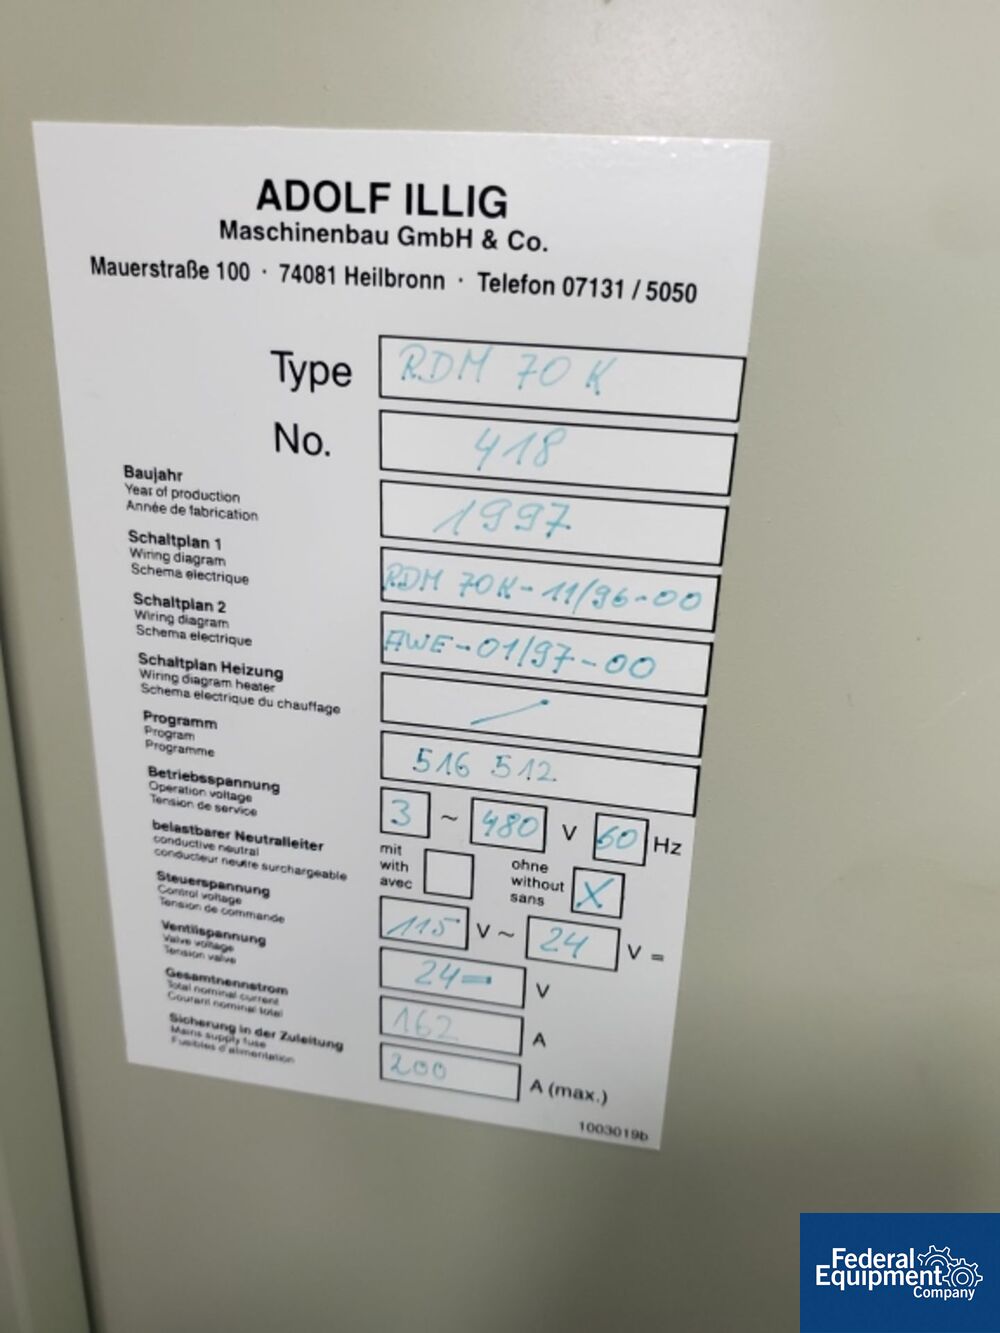 ADOLF ILLIG
Maschinenbau GmbH & Co.
Mauerstraße 100 · 74081 Heilbronn · Telefon 07131 / 5050
Type RDM 70 K
No. 418
Baujahr
Year of production
Année de fabrication
1997
Schaltplan 1
Wiring diagram
Schema electrique
RDM 70K-11/96-00
Schaltplan 2
Wiring diagram
Schema electrique
AWE-01/97-00
Schaltplan Heizung
Wiring diagram heater
Schema electrique du chauffage
Programm
Program
Programme
516 512
Betriebsspannung
Operation voltage
Tension de service
3 ~ 480 V 60 Hz
belastbarer Neutralleiter
conductive neutral
conducteur neutre surchargeable
mit
with
avec
ohne
without
sans
X
Steuerspannung
Control voltage
Tension de commande
115 V ~ 24 V =
Ventilspannung
Valve voltage
Tension valve
24= V
Gesamtnennstrom
Total nominal current
Courant nominal total
162 A
Sicherung in der Zuleitung
Mains supply fuse
Fusibles d'alimentation
200 A (max.)
1003019b
Federal
Equipment
Company